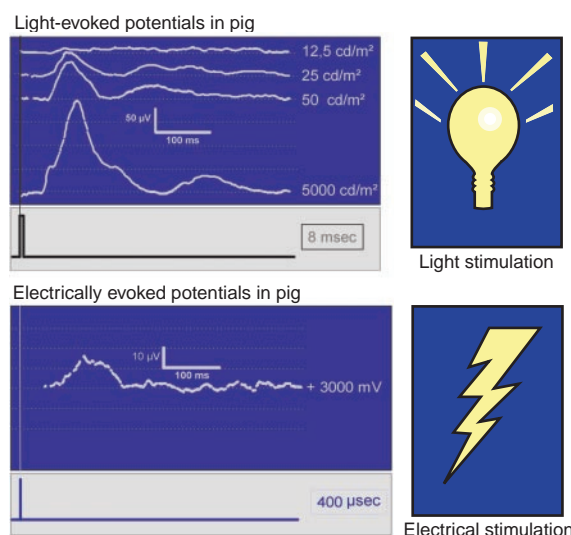 Light-evoked potentials in pig
12,5 cd/m²
25 cd/m²
50 cd/m²
50 µV
100 ms
5000 cd/m²
8 msec
Light stimulation
Electrically evoked potentials in pig
10 µV
100 ms
+ 3000 mV
400 µsec
Electrical stimulation